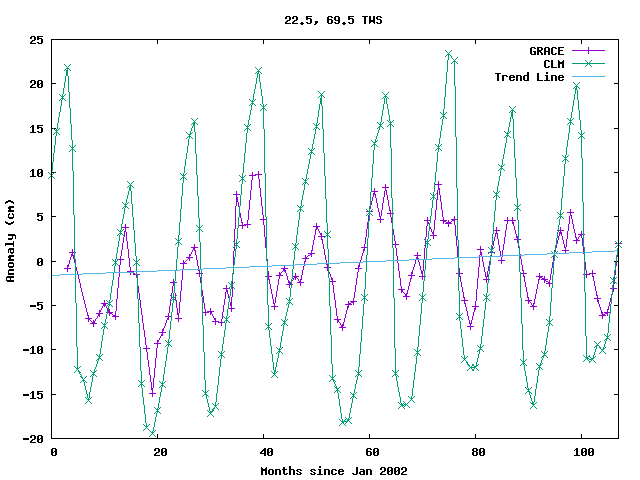 22.5, 69.5 TWS
25
20
15
10
5
0
-5
-10
-15
-20
Anomaly (cm)
GRACE
CLM
Trend Line
0 20 40 60 80 100
Months since Jan 2002